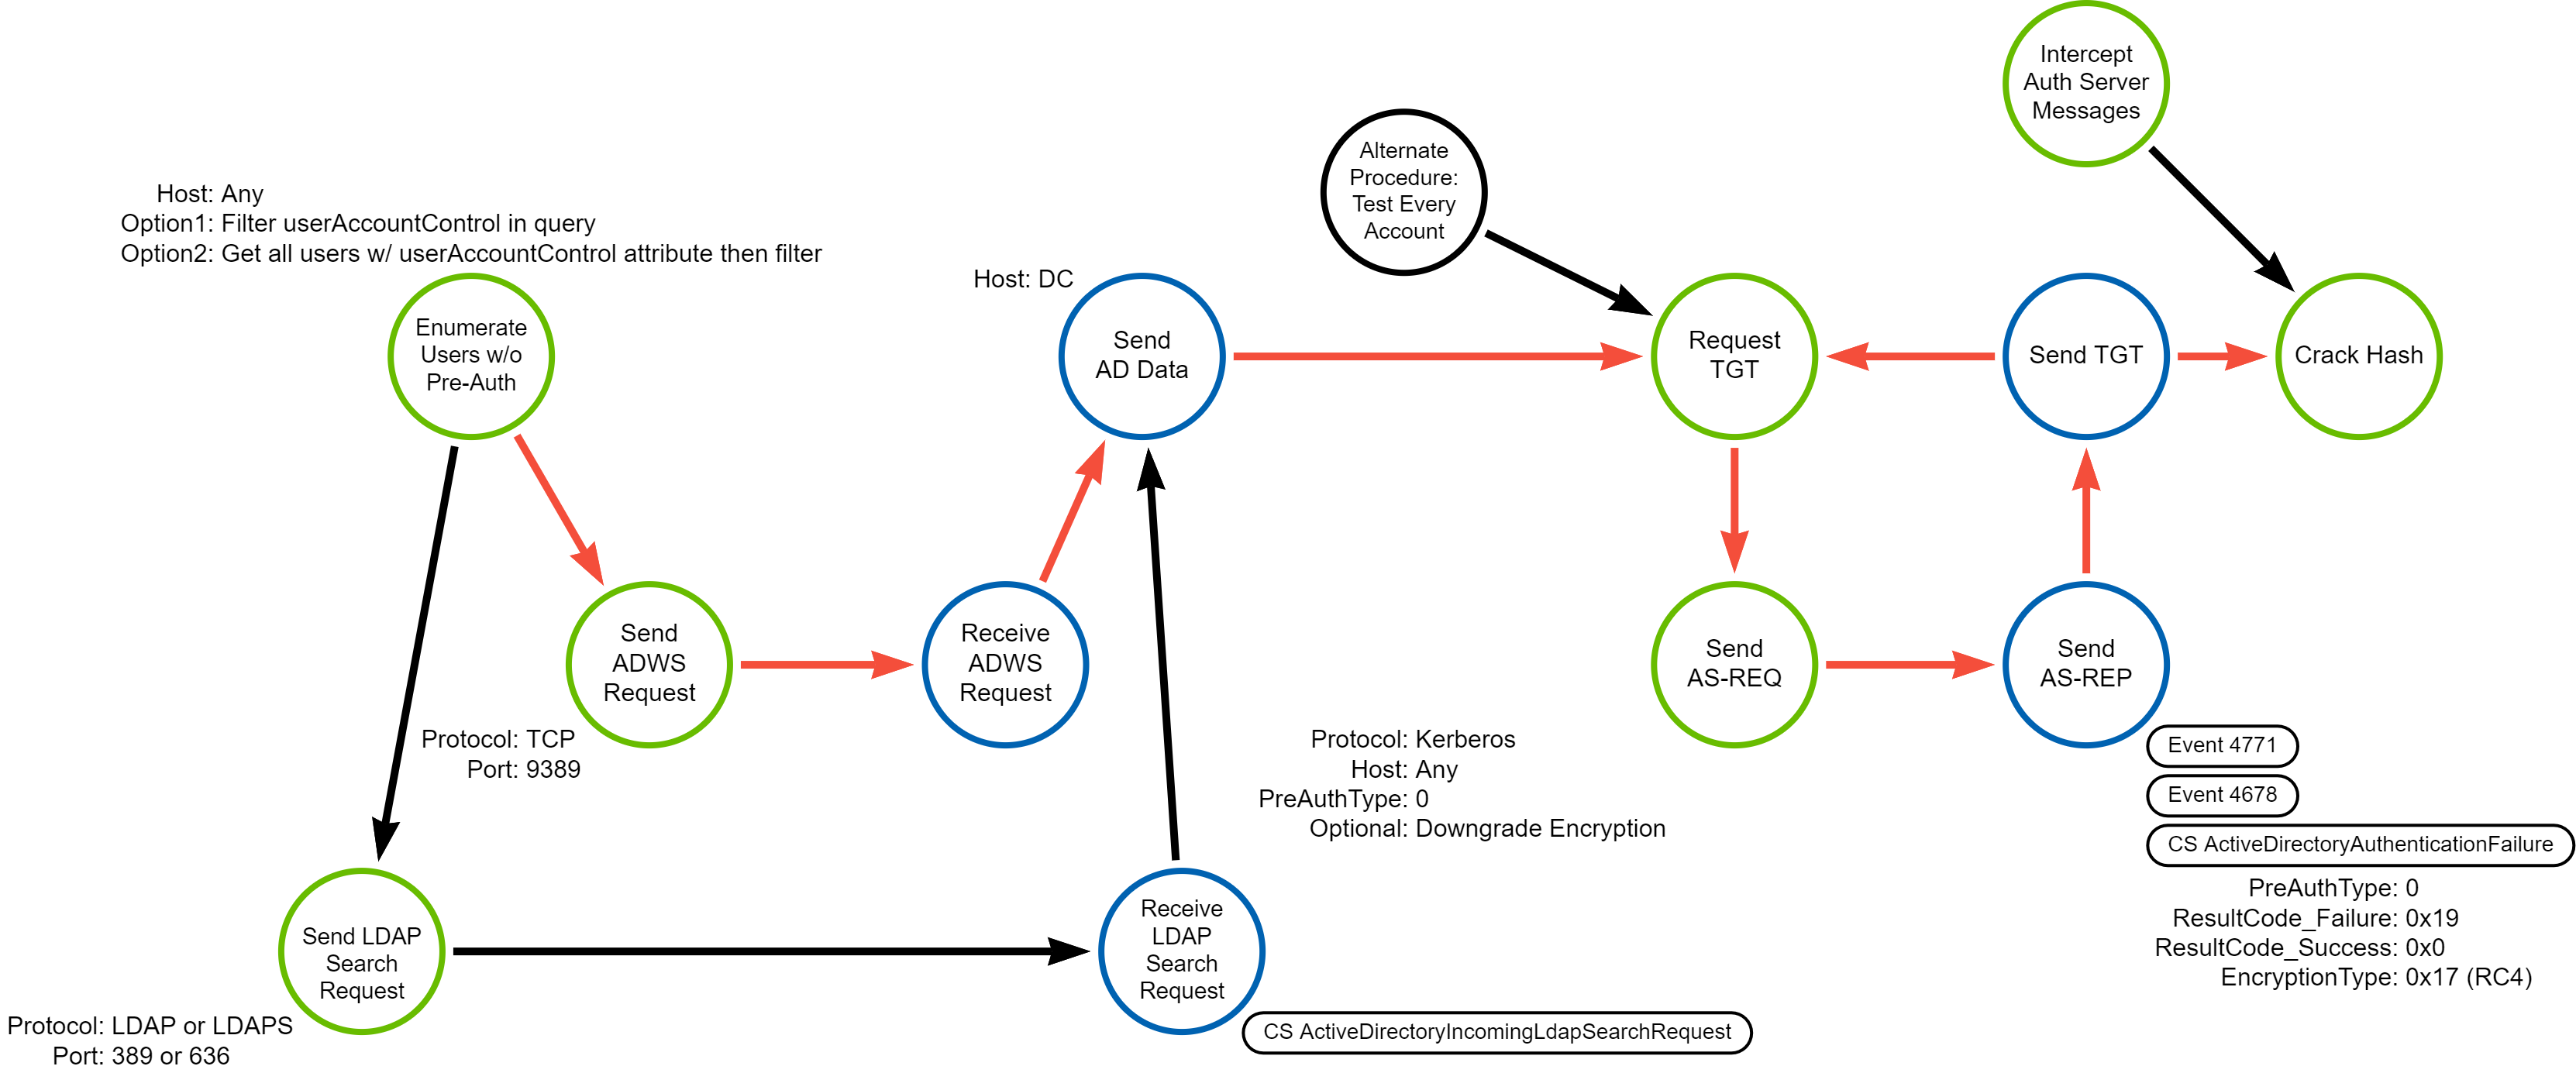 Intercept
Auth Server
Messages
Alternate
Procedure:
Test Every
Account
Host: Any
Option1: Filter userAccountControl in query
Option2: Get all users w/ userAccountControl attribute then filter
Host: DC
Enumerate
Users w/o
Pre-Auth
Send
AD Data
Request
TGT
Send TGT
Crack Hash
Send
ADWS
Request
Receive
ADWS
Request
Send
AS-REQ
Send
AS-REP
Protocol: TCP
Port: 9389
Protocol: Kerberos
Host: Any
PreAuthType: 0
Optional: Downgrade Encryption
Event 4771
Event 4678
CS ActiveDirectoryAuthenticationFailure
PreAuthType: 0
ResultCode_Failure: 0x19
ResultCode_Success: 0x0
EncryptionType: 0x17 (RC4)
Send LDAP
Search
Request
Receive
LDAP
Search
Request
Protocol: LDAP or LDAPS
Port: 389 or 636
CS ActiveDirectoryIncomingLdapSearchRequest